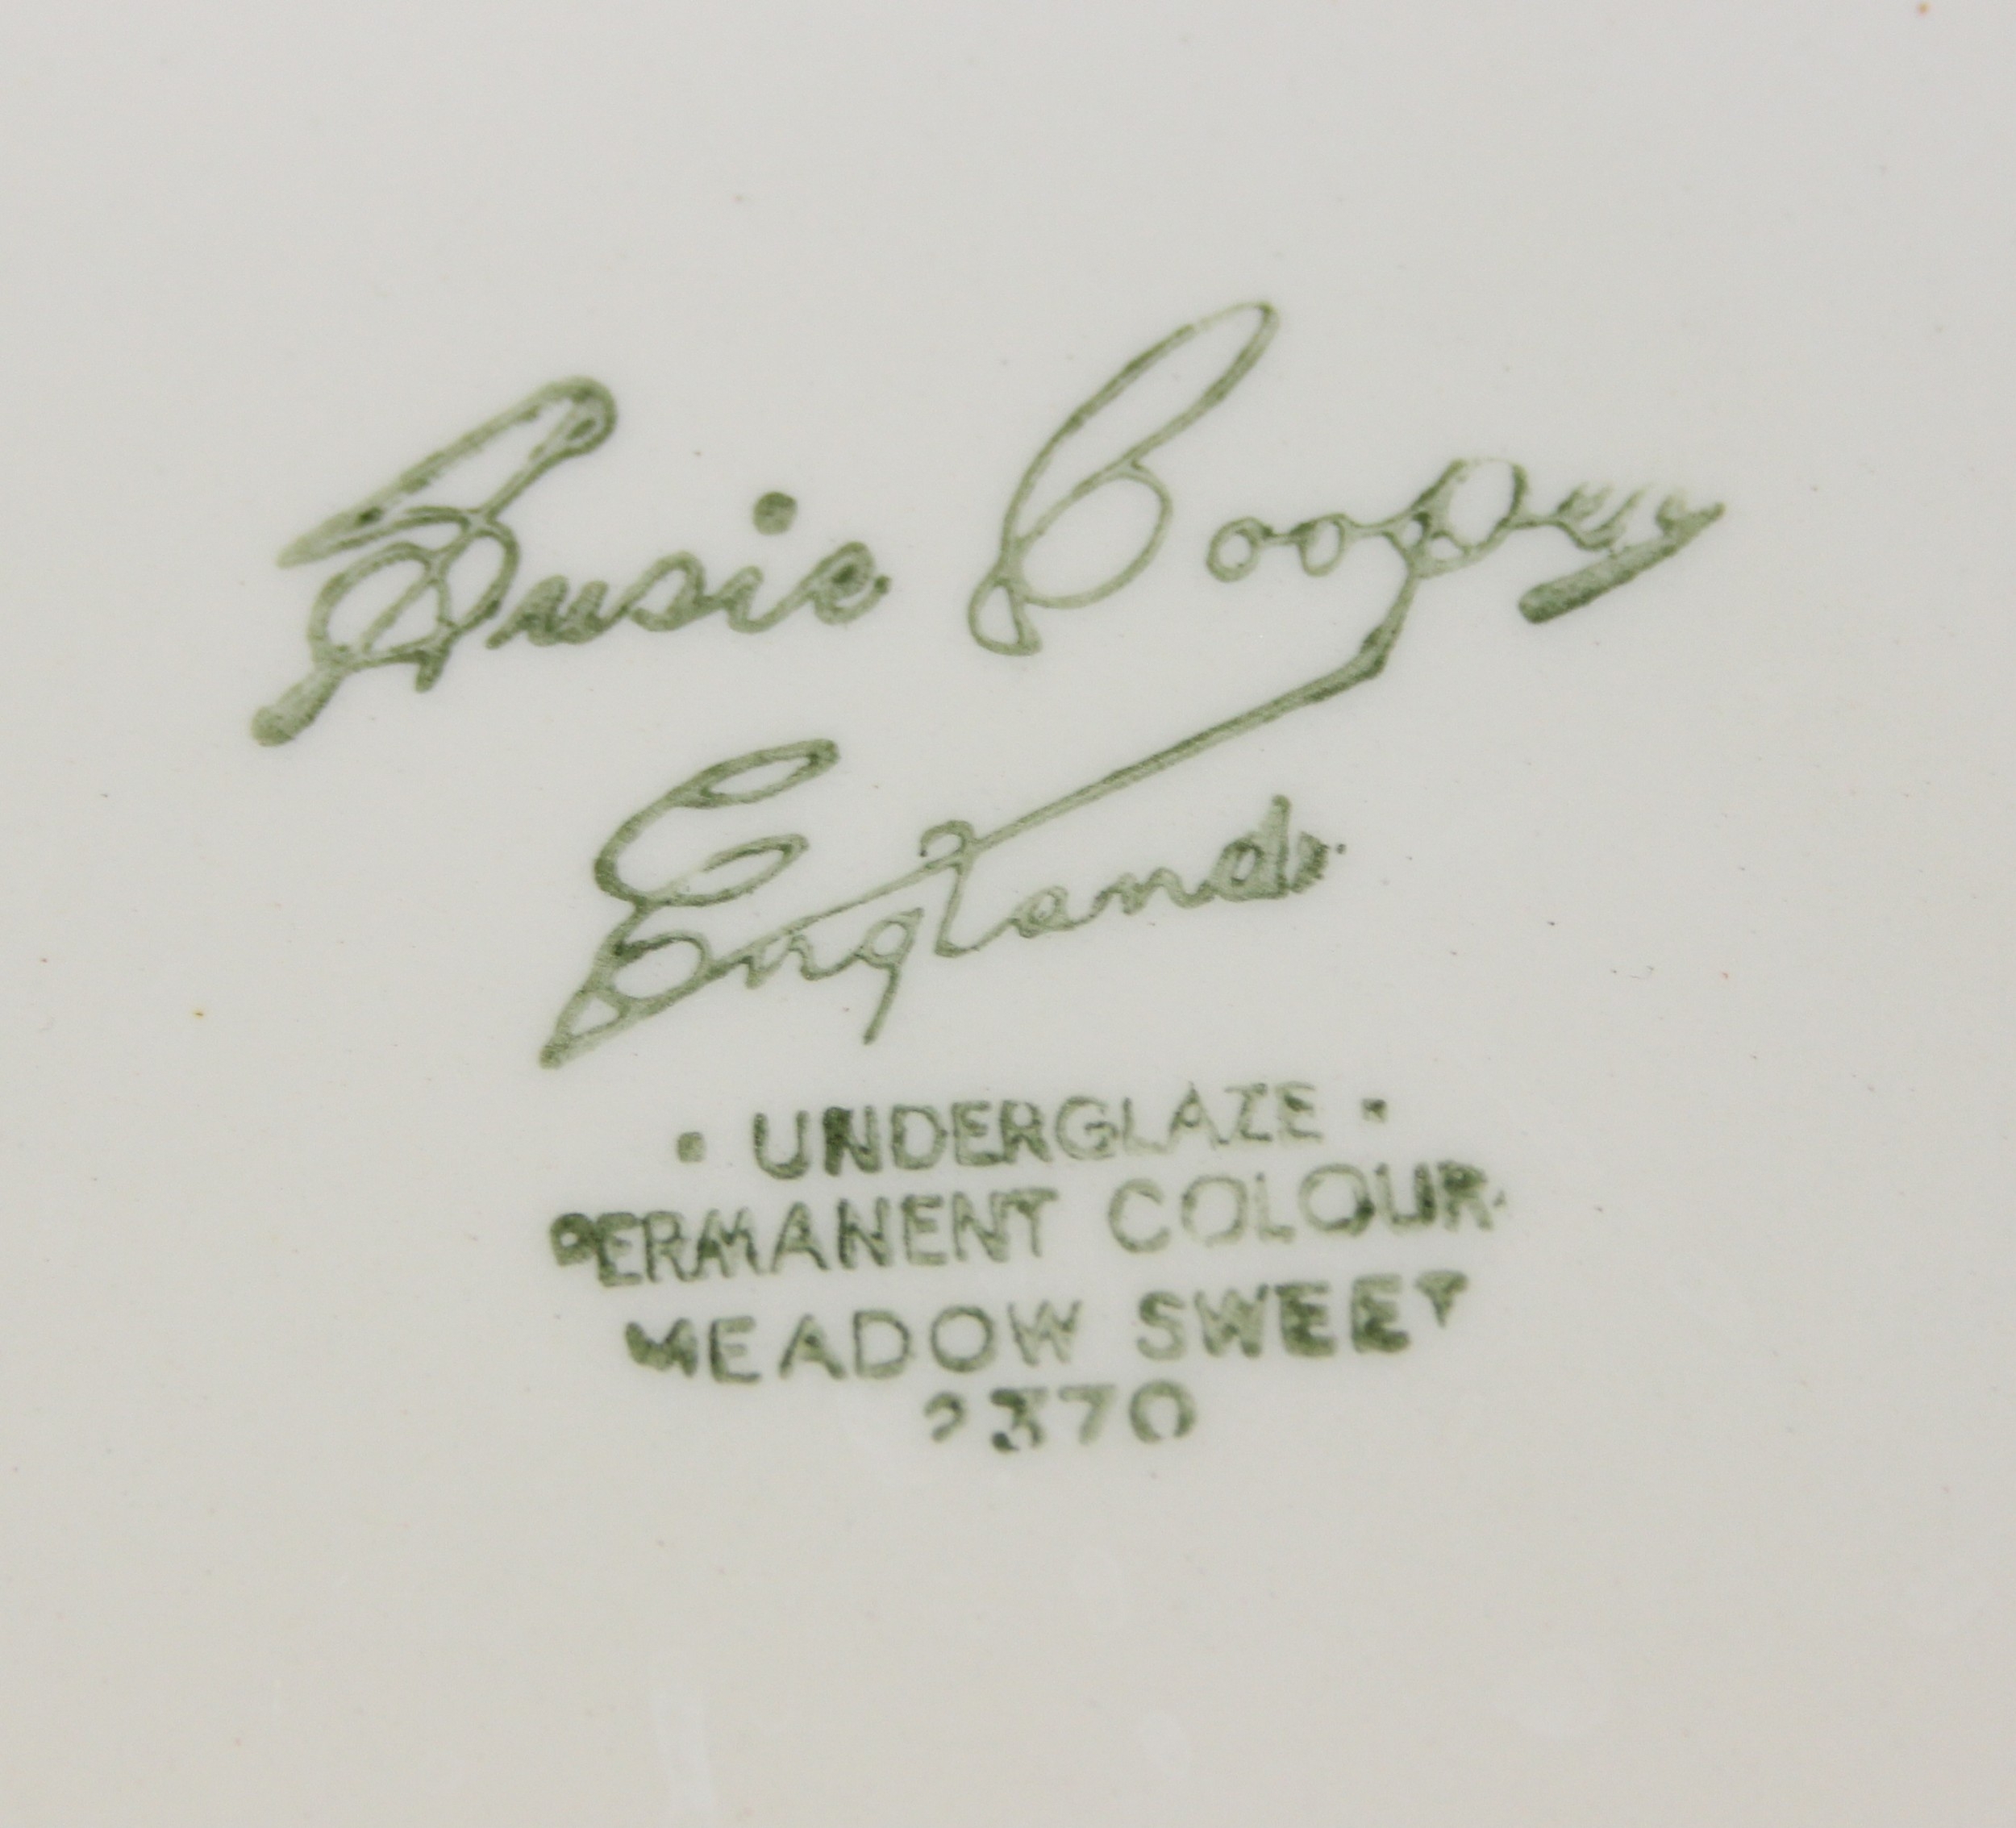 Susie Cooper
England
· UNDERGLAZE ·
PERMANENT COLOUR
MEADOW SWEET
2370